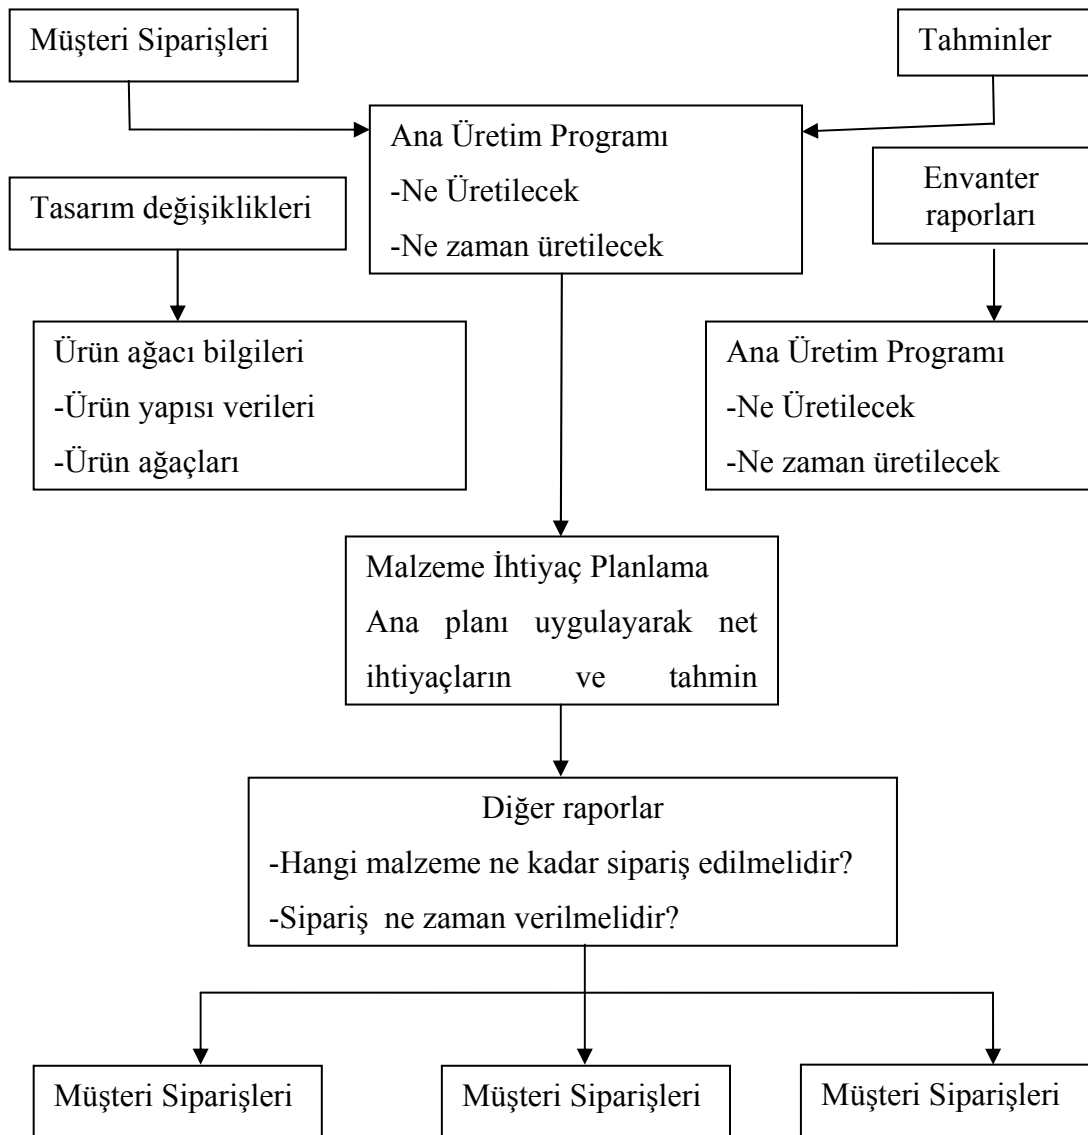 Müşteri Siparişleri
Tahminler
Ana Üretim Programı
-Ne Üretilecek
-Ne zaman üretilecek
Tasarım değişiklikleri
Envanter
raporları
Ürün ağacı bilgileri
-Ürün yapısı verileri
-Ürün ağaçları
Ana Üretim Programı
-Ne Üretilecek
-Ne zaman üretilecek
Malzeme İhtiyaç Planlama
Ana planı uygulayarak net
ihtiyaçların ve tahmin
Diğer raporlar
-Hangi malzeme ne kadar sipariş edilmelidir?
-Sipariş ne zaman verilmelidir?
Müşteri Siparişleri
Müşteri Siparişleri
Müşteri Siparişleri